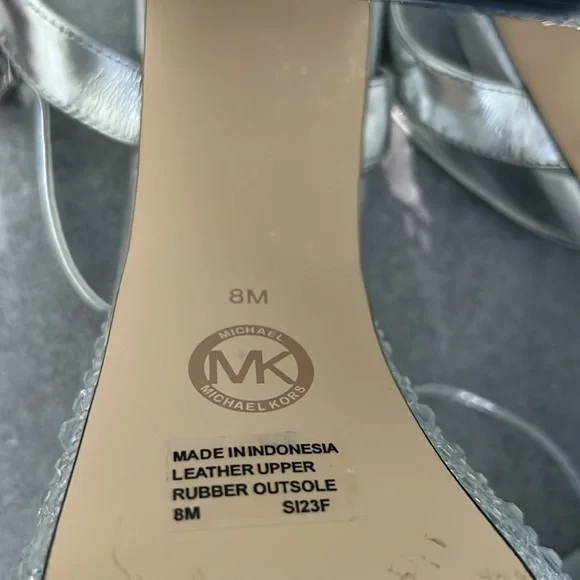 8M
MICHAEL
MK
MICHAEL KORS
MADE IN INDONESIA
LEATHER UPPER
RUBBER OUTSOLE
8M SI23F